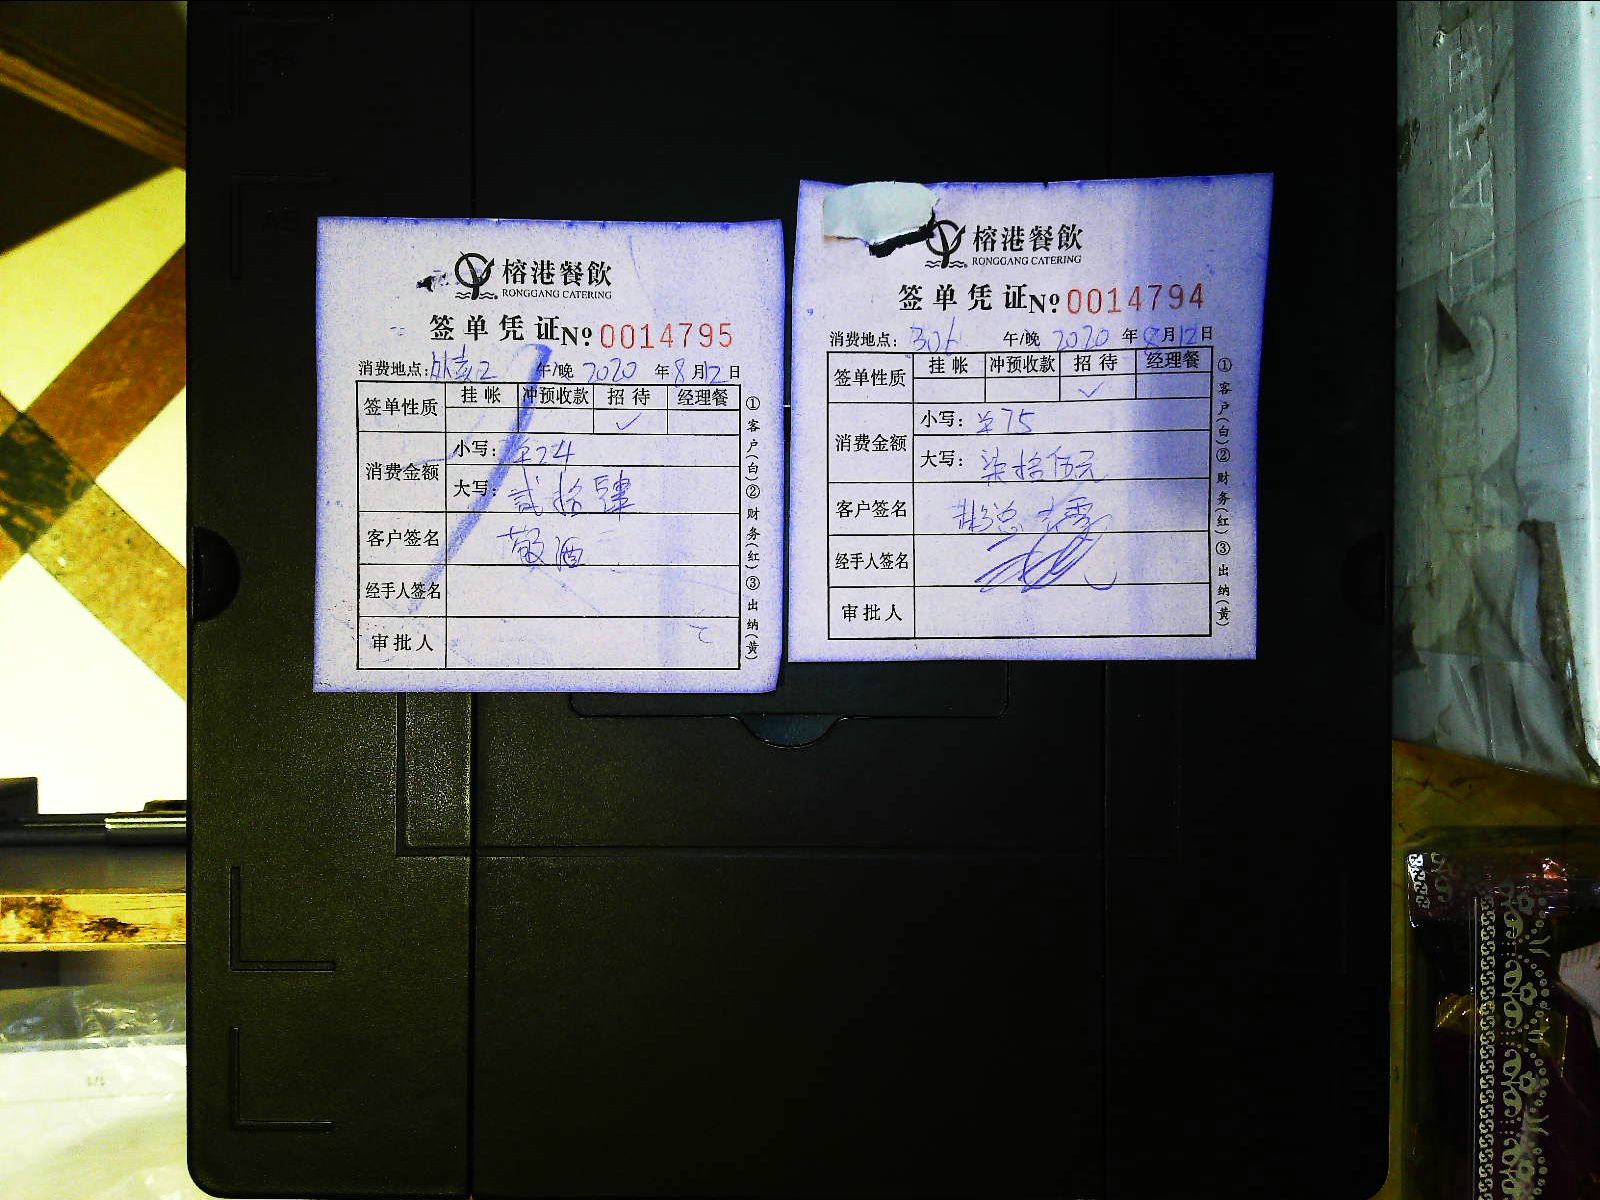 榕港餐飲
RONGGANG CATERING
签单凭证 No 0014795
消费地点: 午/晚 2020 年 8 月 12 日
签单性质 挂帐 冲预收款 招待 经理餐
✓
消费金额 小写: ¥24
大写: 贰拾肆
客户签名 敬酒
经手人签名
审批人
①客户(白)②财务(红)③出纳(黄)
榕港餐飲
RONGGANG CATERING
签单凭证 No 0014794
消费地点: 306 午/晚 2020 年 8 月 12 日
签单性质 挂帐 冲预收款 招待 经理餐
✓
消费金额 小写: ¥75
大写: 柒拾伍元
客户签名
经手人签名
审批人
①客户(白)②财务(红)③出纳(黄)